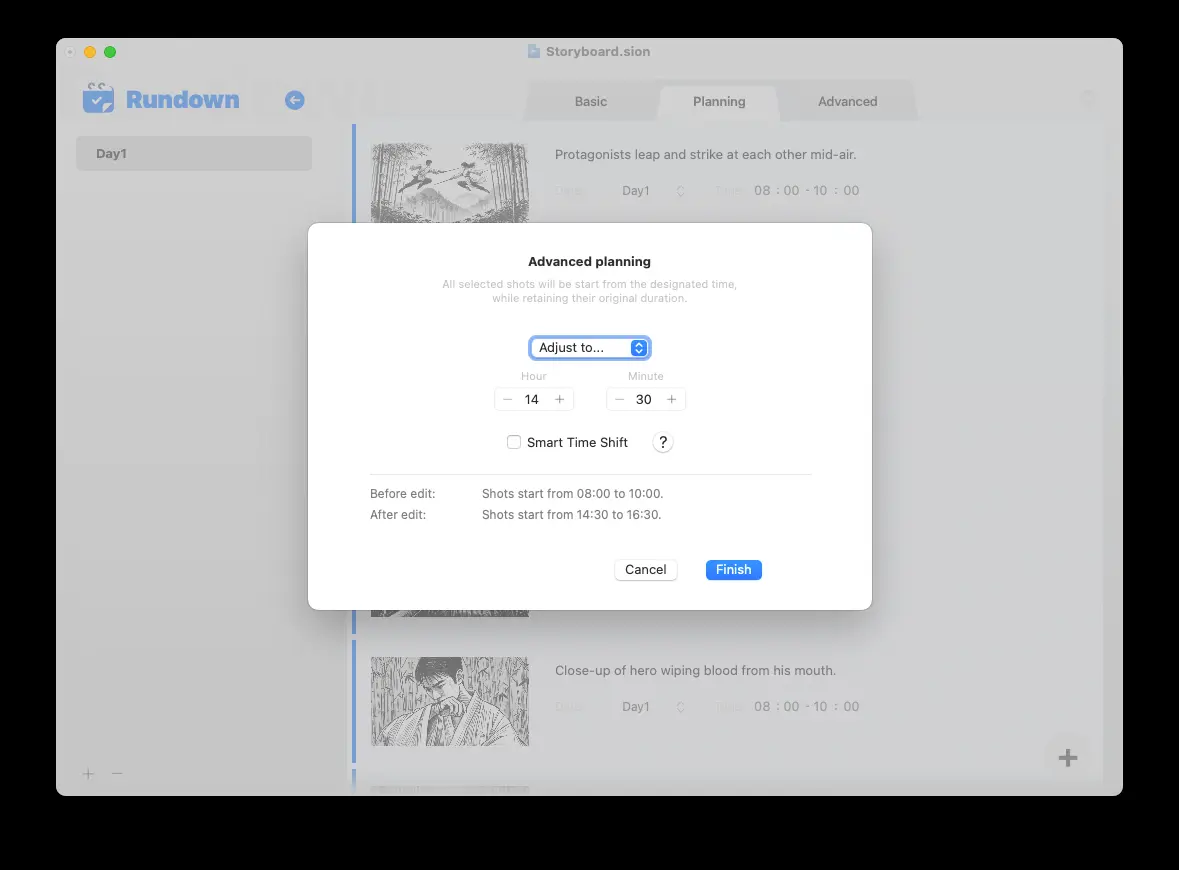 Storyboard.sion
Rundown
Basic
Planning
Advanced
Day1
Protagonists leap and strike at each other mid-air.
Date: Day1 Time: 08 : 00 - 10 : 00
Advanced planning
All selected shots will be start from the designated time,
while retaining their original duration.
Adjust to...
Hour
Minute
− 14 +
− 30 +
Smart Time Shift ?
Before edit: Shots start from 08:00 to 10:00.
After edit: Shots start from 14:30 to 16:30.
Cancel
Finish
Close-up of hero wiping blood from his mouth.
Date: Day1 Time: 08 : 00 - 10 : 00